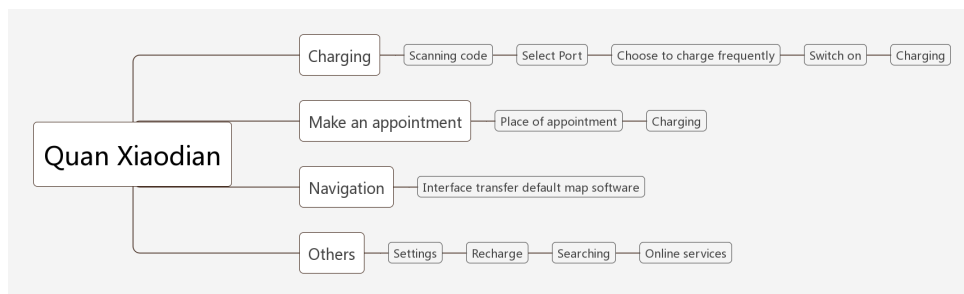 Quan Xiaodian
Charging
Scanning code
Select Port
Choose to charge frequently
Switch on
Charging
Make an appointment
Place of appointment
Charging
Navigation
Interface transfer default map software
Others
Settings
Recharge
Searching
Online services